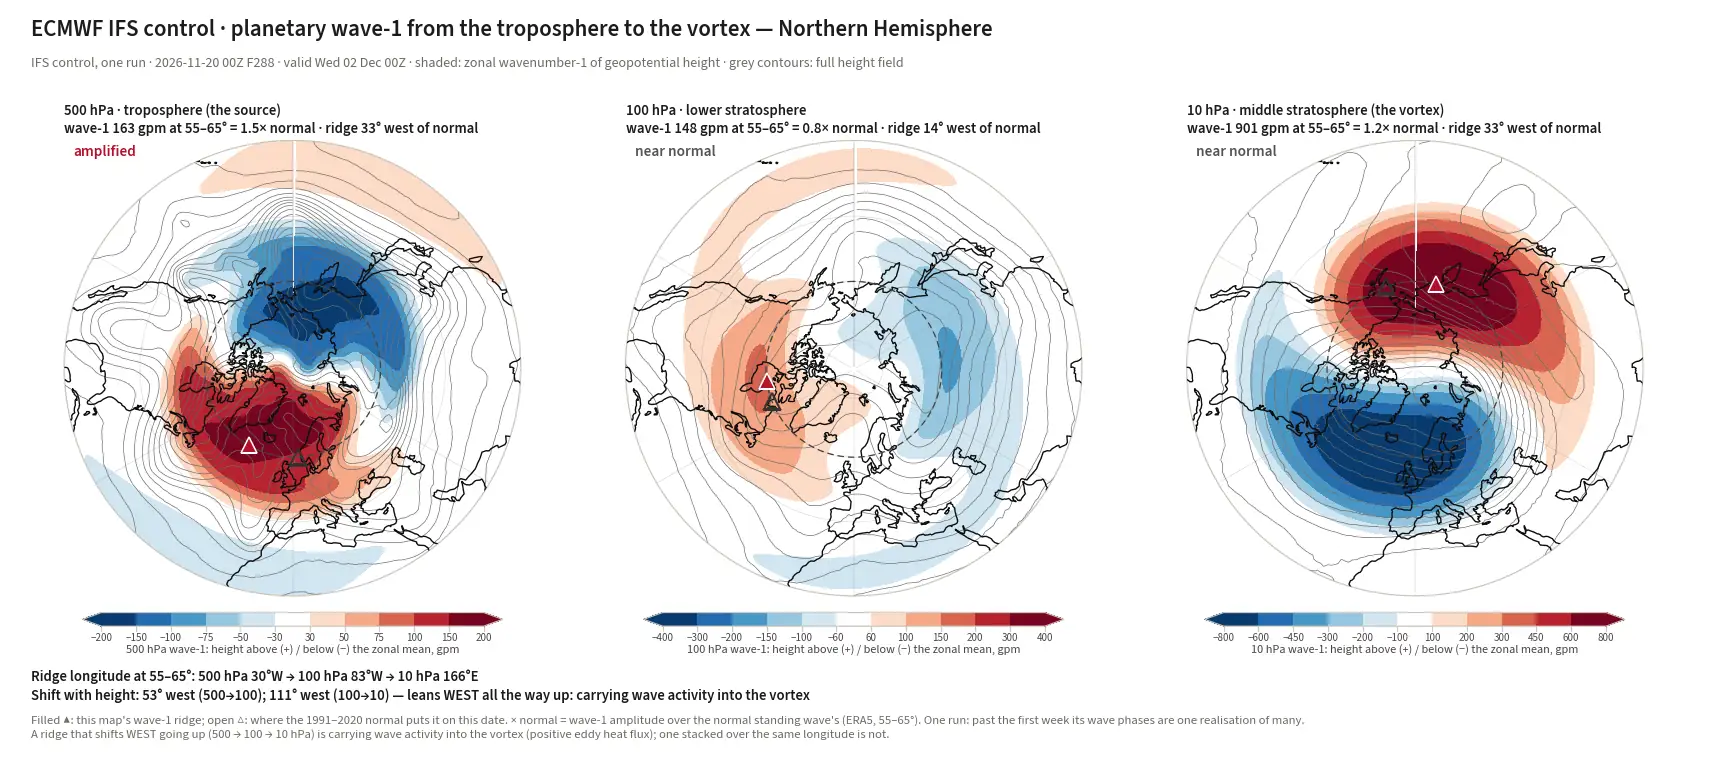 ECMWF IFS control · planetary wave-1 from the troposphere to the vortex — Northern Hemisphere
IFS control, one run · 2026-11-20 00Z F288 · valid Wed 02 Dec 00Z · shaded: zonal wavenumber-1 of geopotential height · grey contours: full height field
500 hPa · troposphere (the source)
wave-1 163 gpm at 55–65° = 1.5× normal · ridge 33° west of normal
amplified
100 hPa · lower stratosphere
wave-1 148 gpm at 55–65° = 0.8× normal · ridge 14° west of normal
near normal
10 hPa · middle stratosphere (the vortex)
wave-1 901 gpm at 55–65° = 1.2× normal · ridge 33° west of normal
near normal
−200 −150 −100 −75 −50 −30 30 50 75 100 150 200
500 hPa wave-1: height above (+) / below (−) the zonal mean, gpm
−400 −300 −200 −150 −100 −60 60 100 150 200 300 400
100 hPa wave-1: height above (+) / below (−) the zonal mean, gpm
−800 −600 −450 −300 −200 −100 100 200 300 450 600 800
10 hPa wave-1: height above (+) / below (−) the zonal mean, gpm
Ridge longitude at 55–65°: 500 hPa 30°W → 100 hPa 83°W → 10 hPa 166°E
Shift with height: 53° west (500→100); 111° west (100→10) — leans WEST all the way up: carrying wave activity into the vortex
Filled ▲: this map's wave-1 ridge; open △: where the 1991–2020 normal puts it on this date. × normal = wave-1 amplitude over the normal standing wave's (ERA5, 55–65°). One run: past the first week its wave phases are one realisation of many.
A ridge that shifts WEST going up (500 → 100 → 10 hPa) is carrying wave activity into the vortex (positive eddy heat flux); one stacked over the same longitude is not.